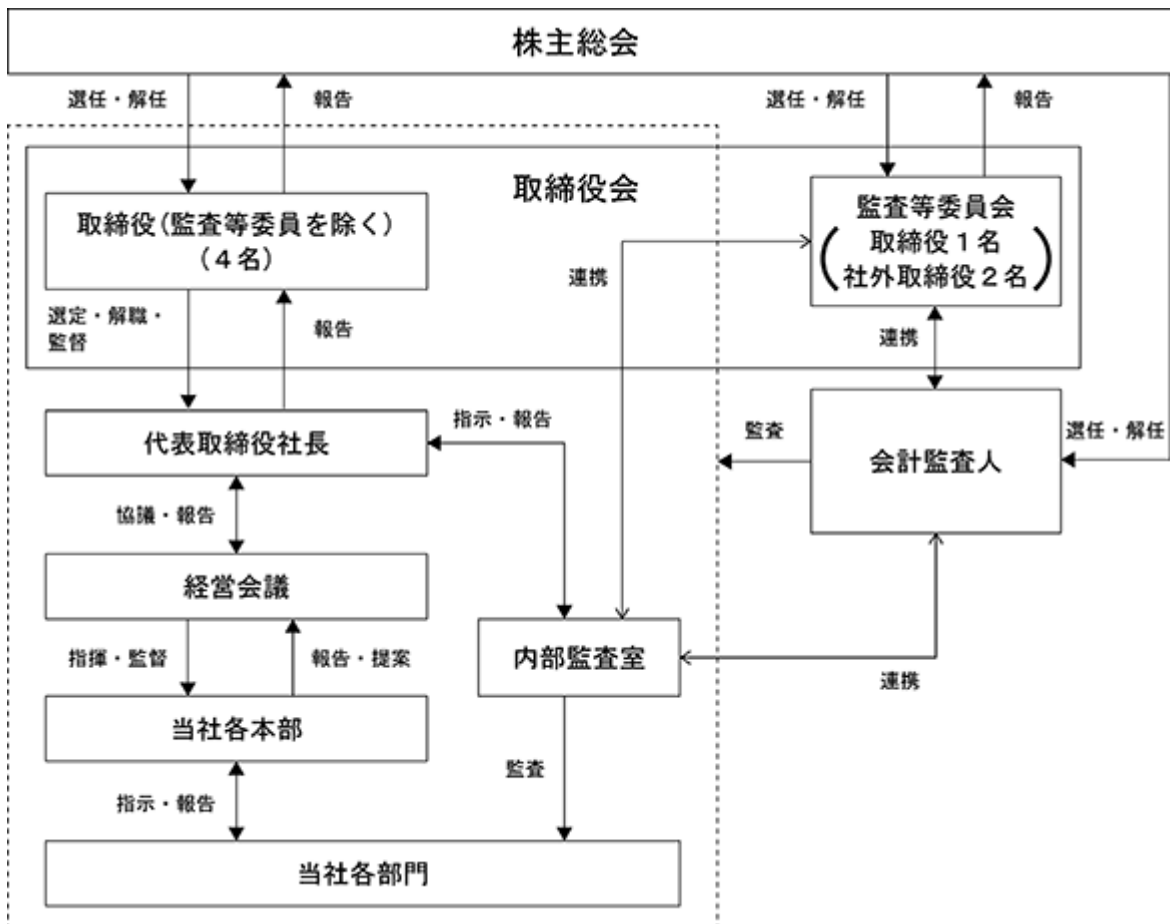 株主総会
選任・解任
報告
選任・解任
報告
取締役会
取締役(監査等委員を除く)
(4名)
監査等委員会
(取締役1名
社外取締役2名)
連携
選定・解職・
監督
報告
連携
代表取締役社長
指示・報告
監査
会計監査人
選任・解任
協議・報告
経営会議
指揮・監督
報告・提案
内部監査室
連携
当社各本部
監査
指示・報告
当社各部門